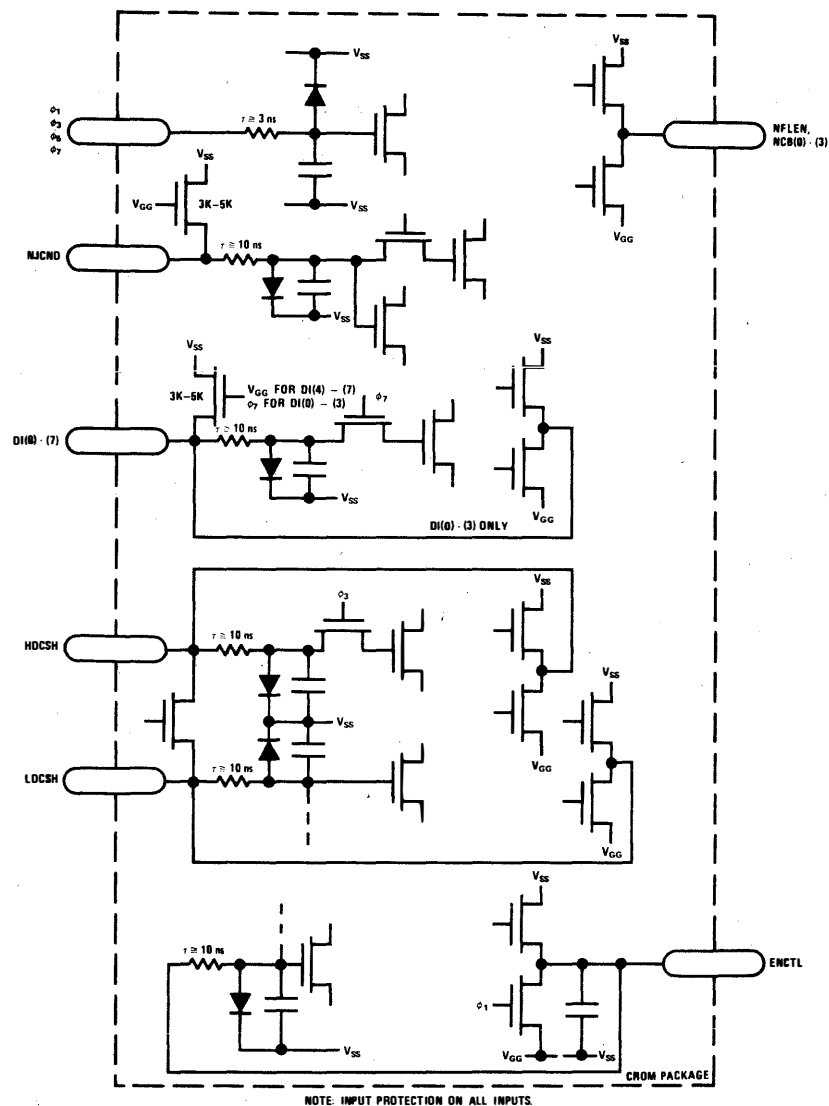 VSS
VSS
ϕ1
ϕ3
ϕ5
ϕ7
τ ≅ 3 ns
NFLEN,
NCB(0) - (3)
VSS
VGG
3K–5K
VSS
VGG
NJCND
τ ≅ 10 ns
VSS
VSS
VSS
3K–5K
VGG FOR DI(4) - (7)
ϕ7 FOR DI(0) - (3)
ϕ7
DI(0) - (7)
τ ≅ 10 ns
VSS
VGG
DI(0) - (3) ONLY
ϕ3
VSS
HDCSH
τ ≅ 10 ns
VSS
VSS
VGG
LDCSH
τ ≅ 10 ns
VGG
VSS
τ ≅ 10 ns
ENCTL
ϕ1
VSS
VGG
VSS
CROM PACKAGE
NOTE: INPUT PROTECTION ON ALL INPUTS.